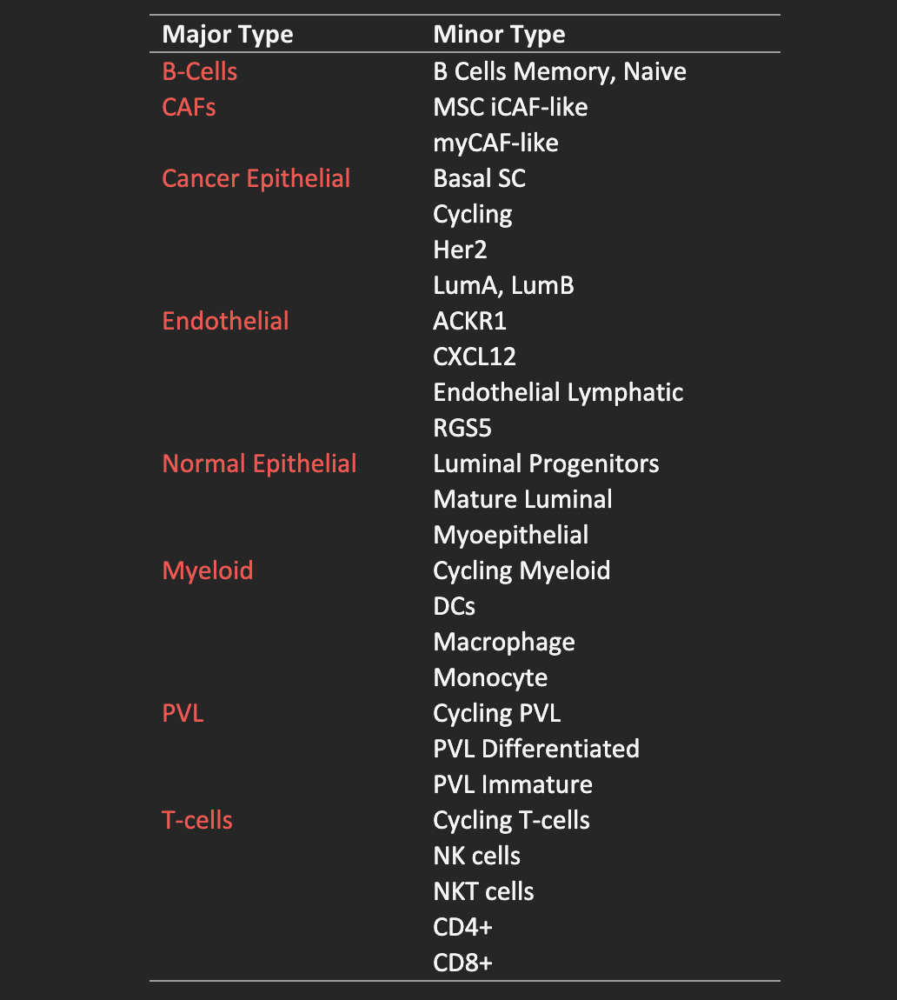 Major Type Minor Type
B-Cells B Cells Memory, Naive
CAFs MSC iCAF-like
myCAF-like
Cancer Epithelial Basal SC
Cycling
Her2
LumA, LumB
Endothelial ACKR1
CXCL12
Endothelial Lymphatic
RGS5
Normal Epithelial Luminal Progenitors
Mature Luminal
Myoepithelial
Myeloid Cycling Myeloid
DCs
Macrophage
Monocyte
PVL Cycling PVL
PVL Differentiated
PVL Immature
T-cells Cycling T-cells
NK cells
NKT cells
CD4+
CD8+